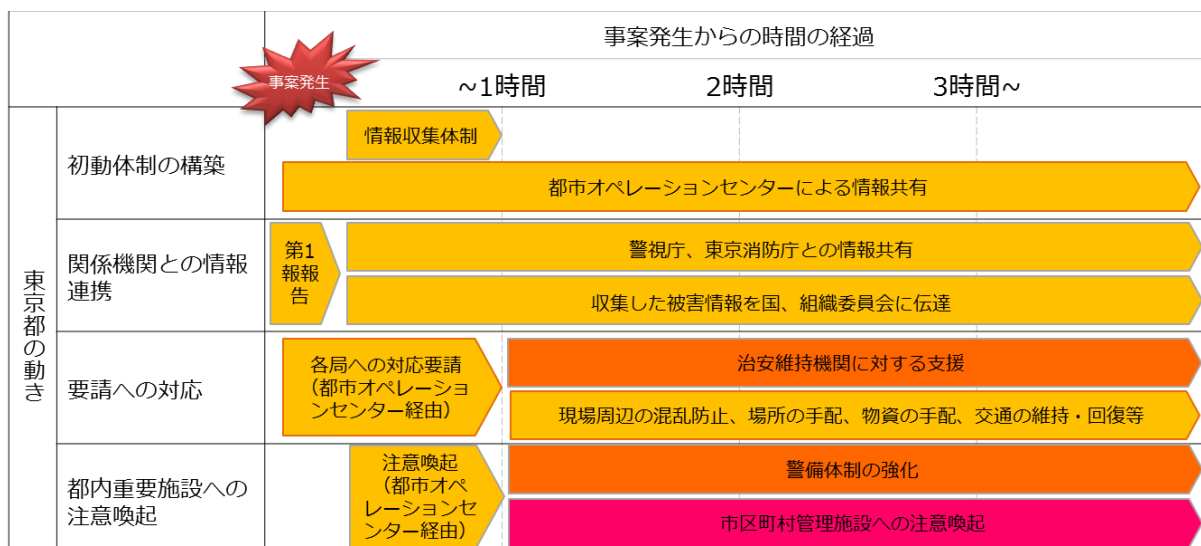 事案発生からの時間の経過
事案発生
~1時間
2時間
3時間~
東京都の動き
初動体制の構築
情報収集体制
都市オペレーションセンターによる情報共有
関係機関との情報
連携
第1
報報
告
警視庁、東京消防庁との情報共有
収集した被害情報を国、組織委員会に伝達
要請への対応
各局への対応要請
(都市オペレーショ
ンセンター経由)
治安維持機関に対する支援
現場周辺の混乱防止、場所の手配、物資の手配、交通の維持・回復等
都内重要施設への
注意喚起
注意喚起
(都市オペ
レーションセ
ンター経由)
警備体制の強化
市区町村管理施設への注意喚起